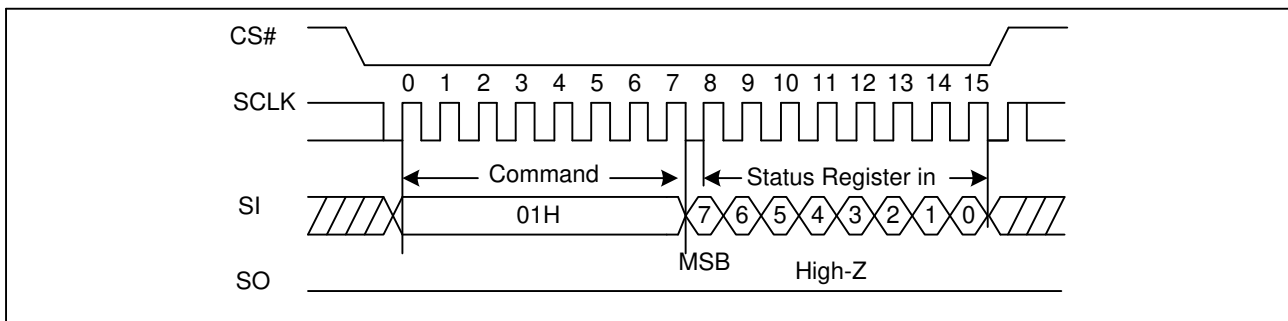 CS#
0 1 2 3 4 5 6 7 8 9 10 11 12 13 14 15
SCLK
Command Status Register in
SI 01H 7 6 5 4 3 2 1 0
MSB High-Z
SO